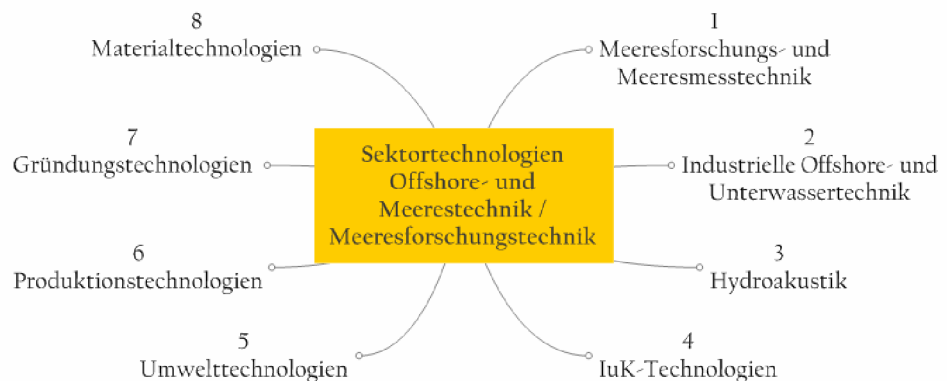 Sektortechnologien
Offshore- und
Meerestechnik /
Meeresforschungstechnik
1
Meeresforschungs- und
Meeresmesstechnik
2
Industrielle Offshore- und
Unterwassertechnik
3
Hydroakustik
4
IuK-Technologien
5
Umwelttechnologien
6
Produktionstechnologien
7
Gründungstechnologien
8
Materialtechnologien